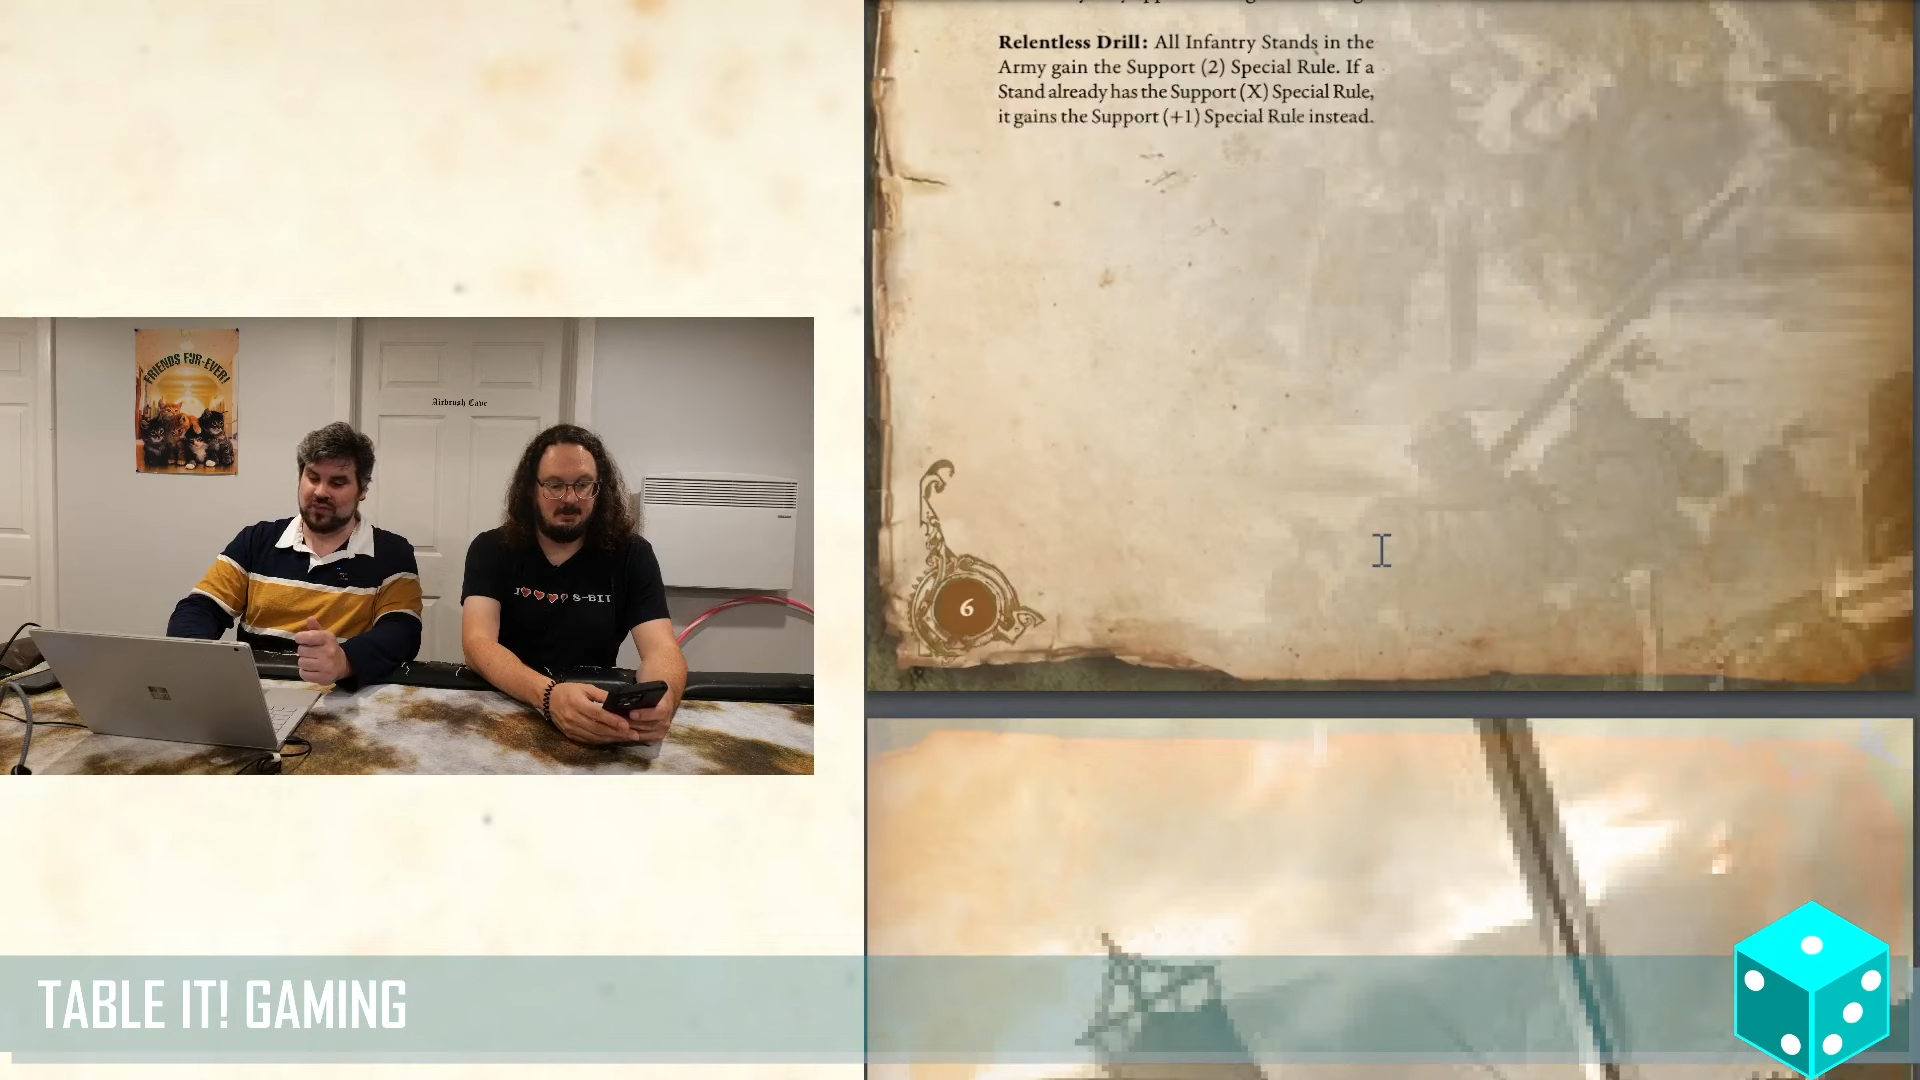 Relentless Drill: All Infantry Stands in the
Army gain the Support (2) Special Rule. If a
Stand already has the Support (X) Special Rule,
it gains the Support (+1) Special Rule instead.
FRIENDS FUR-EVER!
Airbrush Cave
I 8-BIT
6
TABLE IT! GAMING